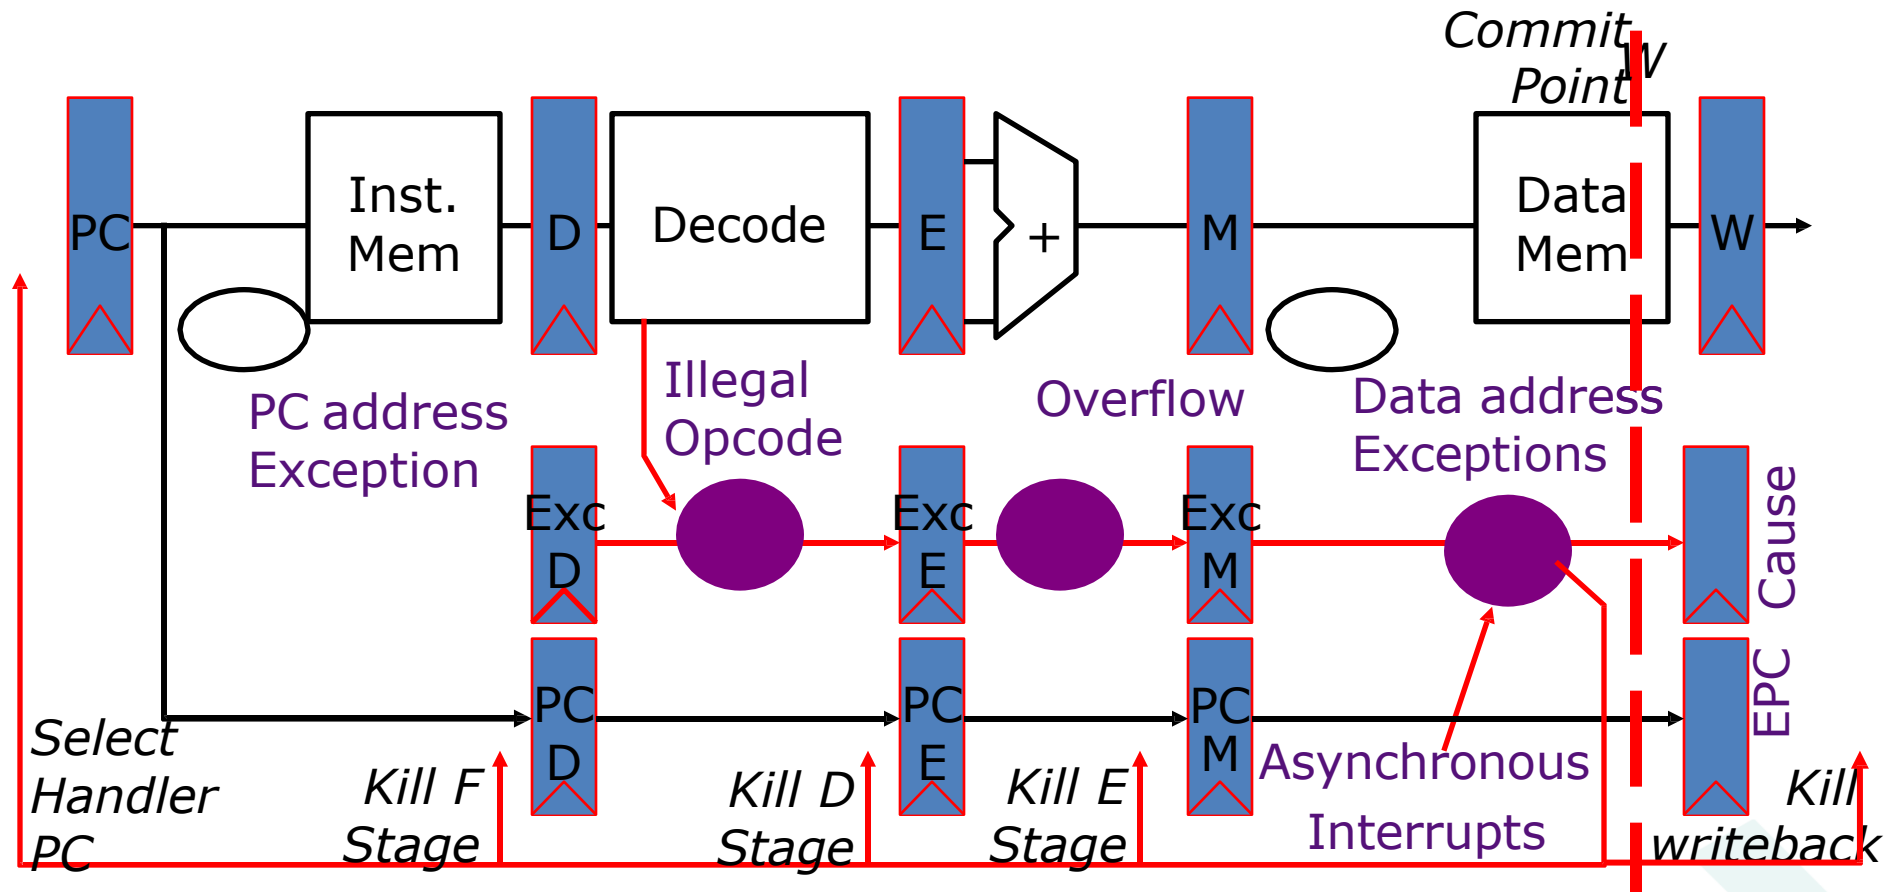 Commit
Point
W
PC
Inst.
Mem
D
Decode
E
+
M
Data
Mem
W
PC address
Exception
Illegal
Opcode
Overflow
Data address
Exceptions
Exc
D
Exc
E
Exc
M
Cause
PC
D
PC
E
PC
M
EPC
Select
Handler
PC
Kill F
Stage
Kill D
Stage
Kill E
Stage
Asynchronous
Interrupts
Kill
writeback